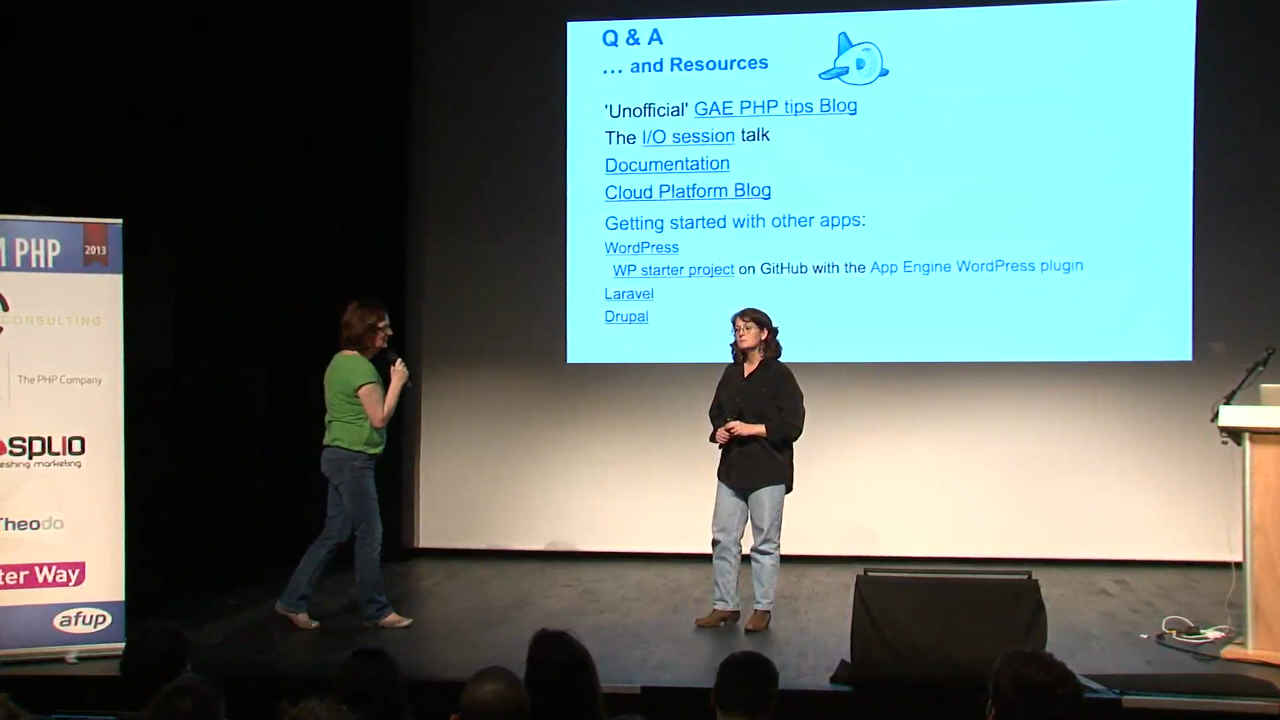 Q & A
... and Resources
'Unofficial' GAE PHP tips Blog
The I/O session talk
Documentation
Cloud Platform Blog
Getting started with other apps:
WordPress
WP starter project on GitHub with the App Engine WordPress plugin
Laravel
Drupal
PHP
2013
CONSULTING
The PHP Company
SPLIO
eshing marketing
Theodo
ter Way
afup